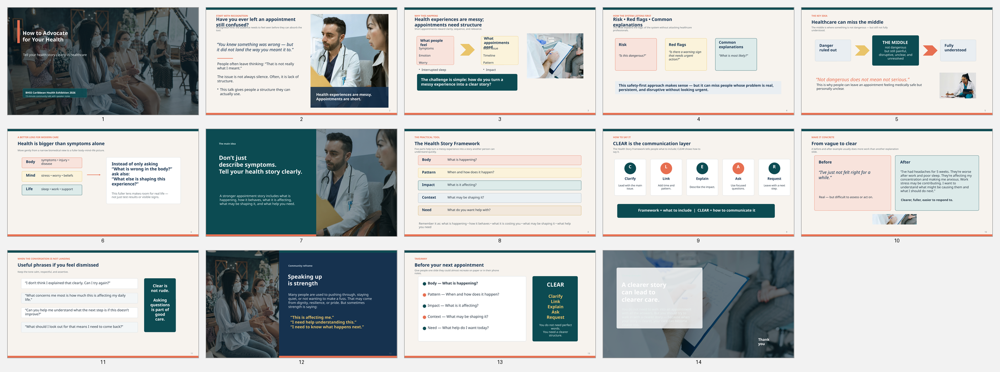 How to Advocate
for Your Health
Tell your health story clearly in healthcare
BHSS Caribbean Health Exhibition 2026
15-minute community talk with speaker notes
1
START WITH RECOGNITION
Have you ever left an appointment
still confused?
Recognition first: the audience needs to feel seen before they can absorb the
tool.
“You knew something was wrong — but
it did not land the way you meant it to.”
People often leave thinking: “That is not really
what I meant.”
The issue is not always silence. Often, it is lack of
structure.
• This talk gives people a structure they can
actually use.
Health experiences are messy.
Appointments are short.
2
2
WHY THIS HAPPENS
Health experiences are messy;
appointments need structure
Short appointments reward clarity, sequence, and relevance.
What people
feel
Symptoms
Emotion
Worry
• Interrupted sleep
What
appointments
need
Main issue
Timeline
Pattern
• Impact
The challenge is simple: how do you turn a
messy experience into a clear story?
3
3
HOW THE SYSTEM LISTENS FIRST
Risk • Red flags • Common
explanations
This slide explains the logic of the system without attacking healthcare
professionals.
Risk
“Is this dangerous?”
Red flags
“Is there a warning sign
that needs urgent
action?”
Common
explanations
“What is most likely?”
This safety-first approach makes sense — but it can miss people whose problem is real,
persistent, and disruptive without looking urgent.
4
4
THE KEY IDEA
Healthcare can miss the middle
The middle is where something is not dangerous — but still not fully
understood.
Danger
ruled out
THE MIDDLE
not dangerous
but still painful,
disruptive, unclear, and
unresolved
Fully
understood
“Not dangerous does not mean not serious.”
This is why people can leave an appointment feeling medically safe but
personally unclear.
5
5
A BETTER LENS FOR MODERN CARE
Health is bigger than symptoms alone
Move gently from a narrow biomedical view to a fuller body–mind–life picture.
Body
symptoms • injury •
disease
Mind
stress • worry • beliefs
Life
sleep • work • support
Instead of only asking
“What is wrong in the body?”
ask also:
“What else is shaping this
experience?”
This fuller lens makes room for real life —
not just test results or visible signs.
6
6
The main idea
Don’t just
describe symptoms.
Tell your health story clearly.
A stronger appointment story includes what is
happening, how it behaves, what it is affecting,
what may be shaping it, and what help you need.
7
7
THE PRACTICAL TOOL
The Health Story Framework
Five parts help turn a messy experience into a story another person can
understand quickly.
Body
What is happening?
Pattern
When and how does it happen?
Impact
What is it affecting?
Context
What may be shaping it?
Need
What do you want help with?
Remember it as: what is happening • how it behaves • what it is costing you • what may be shaping it • what help
you need
8
8
HOW TO SAY IT
CLEAR is the communication layer
The Health Story Framework tells people what to include; CLEAR shows how to
say it.
C
Clarify
Lead with the main
issue.
L
Link
Add time and
pattern.
E
Explain
Describe the impact.
A
Ask
Use focused
questions.
R
Request
Leave with a next
step.
Framework = what to include | CLEAR = how to communicate it
9
9
MAKE IT CONCRETE
From vague to clear
A before-and-after example usually does more work than another explanation
slide.
Before
“I’ve just not felt right for a
while.”
Real — but difficult to assess or act on.
After
“I’ve had headaches for 5 weeks. They’re worse
after work and poor sleep. They’re affecting my
concentration and making me anxious. Work
stress may be contributing. I want to
understand what might be causing them and
what I should do next.”
Clearer, fuller, easier to respond to.
10
10
WHEN THE CONVERSATION IS NOT LANDING
Useful phrases if you feel dismissed
Keep the tone calm, respectful, and assertive.
“I don’t think I explained that clearly. Can I try again?”
“What concerns me most is how much this is affecting my daily
life.”
“Can you help me understand what the next step is if this doesn’t
improve?”
“What should I look out for that means I need to come back?”
Clear is
not rude.
Asking
questions
is part of
good
care.
11
11
Community reframe
Speaking up
is strength
Many people are used to pushing through, staying
quiet, or not wanting to make a fuss. That may come
from dignity, resilience, or pride. But sometimes
strength is saying:
“This is affecting me.”
“I need help understanding this.”
“I need to know what happens next.”
12
12
TAKEAWAY
Before your next appointment
Give people one slide they could almost recreate on paper or in their phone
notes.
Body — What is happening?
Pattern — When and how does it happen?
Impact — What is it affecting?
Context — What may be shaping it?
Need — What help do I want today?
CLEAR
Clarify
Link
Explain
Ask
Request
You do not need perfect
words.
You need a clearer
structure.
13
13
A clearer story
can lead to
clearer care.
Thank
you
14